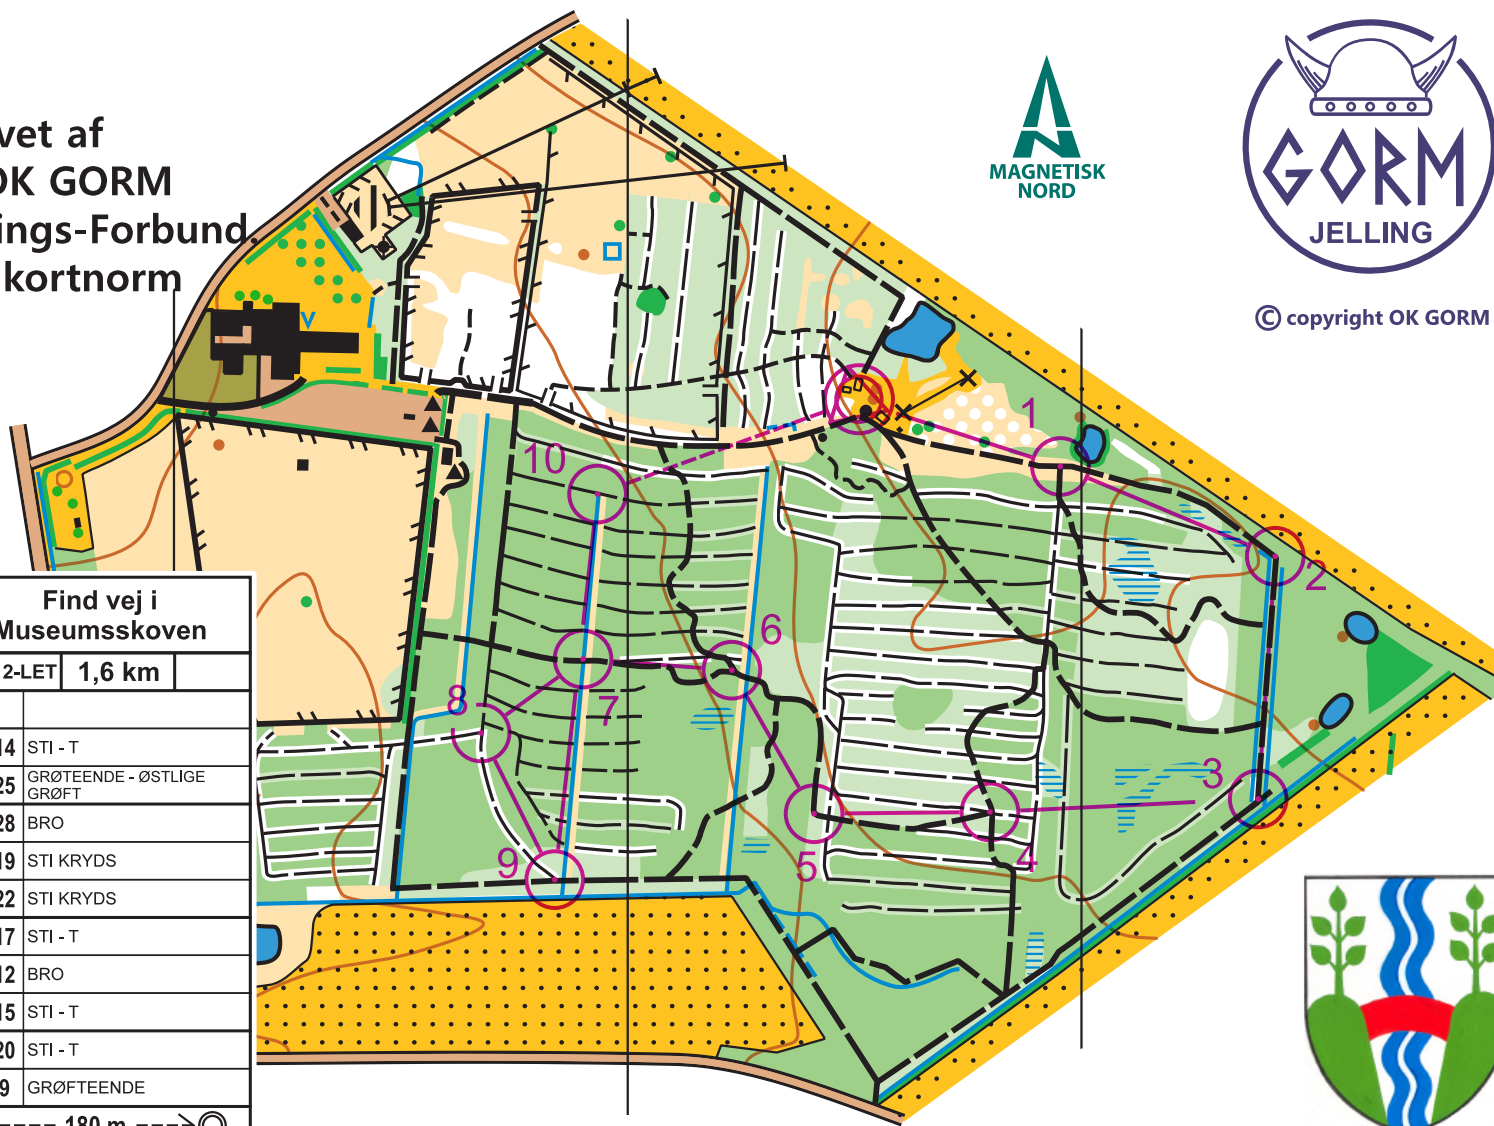 vet af
OK GORM
ings-Forbund.
kortnorm
MAGNETISK
NORD
GORM
JELLING
© copyright OK GORM
1
2
3
4
5
6
7
8
9
10
Find vej i
Museumsskoven
2-LET 1,6 km
14 STI - T
25 GRØTEENDE - ØSTLIGE
GRØFT
28 BRO
19 STI KRYDS
22 STI KRYDS
17 STI - T
12 BRO
15 STI - T
20 STI - T
9 GRØFTEENDE
180 m